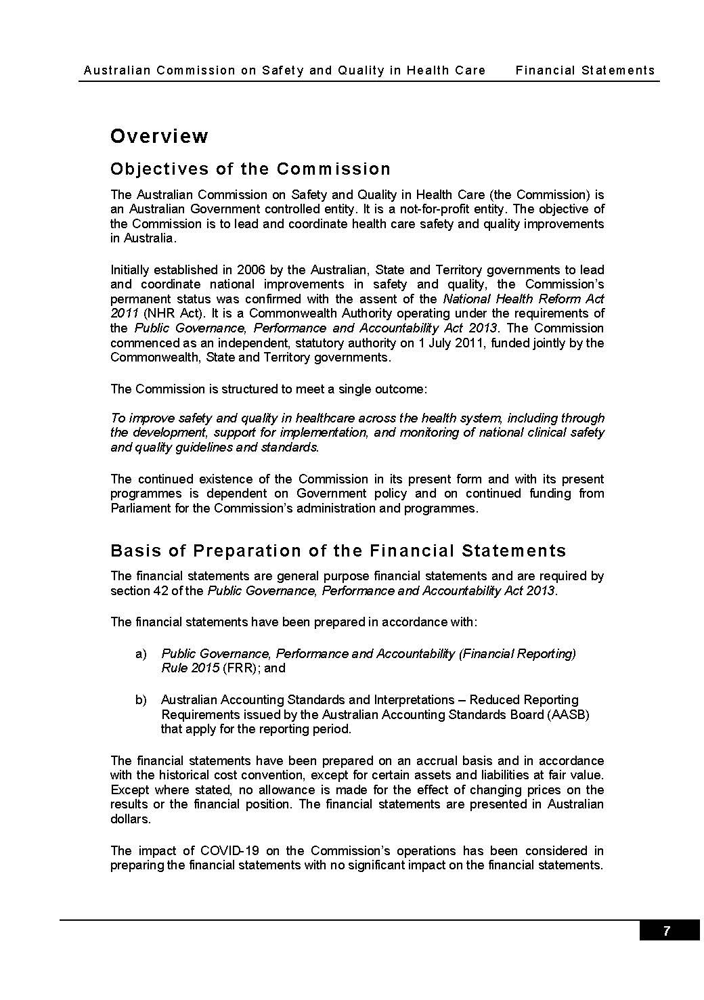 Australian Commission on Safety and Quality in Health Care Financial Statements
Overview
Objectives of the Commission
The Australian Commission on Safety and Quality in Health Care (the Commission) is
an Australian Government controlled entity. It is a not-for-profit entity. The objective of
the Commission is to lead and coordinate health care safety and quality improvements
in Australia.
Initially established in 2006 by the Australian, State and Territory governments to lead
and coordinate national improvements in safety and quality, the Commission’s
permanent status was confirmed with the assent of the National Health Reform Act
2011 (NHR Act). It is a Commonwealth Authority operating under the requirements of
the Public Governance, Performance and Accountability Act 2013. The Commission
commenced as an independent, statutory authority on 1 July 2011, funded jointly by the
Commonwealth, State and Territory governments.
The Commission is structured to meet a single outcome:
To improve safety and quality in healthcare across the health system, including through
the development, support for implementation, and monitoring of national clinical safety
and quality guidelines and standards.
The continued existence of the Commission in its present form and with its present
programmes is dependent on Government policy and on continued funding from
Parliament for the Commission’s administration and programmes.
Basis of Preparation of the Financial Statements
The financial statements are general purpose financial statements and are required by
section 42 of the Public Governance, Performance and Accountability Act 2013.
The financial statements have been prepared in accordance with:
a) Public Governance, Performance and Accountability (Financial Reporting)
Rule 2015 (FRR); and
b) Australian Accounting Standards and Interpretations – Reduced Reporting
Requirements issued by the Australian Accounting Standards Board (AASB)
that apply for the reporting period.
The financial statements have been prepared on an accrual basis and in accordance
with the historical cost convention, except for certain assets and liabilities at fair value.
Except where stated, no allowance is made for the effect of changing prices on the
results or the financial position. The financial statements are presented in Australian
dollars.
The impact of COVID-19 on the Commission’s operations has been considered in
preparing the financial statements with no significant impact on the financial statements.
7